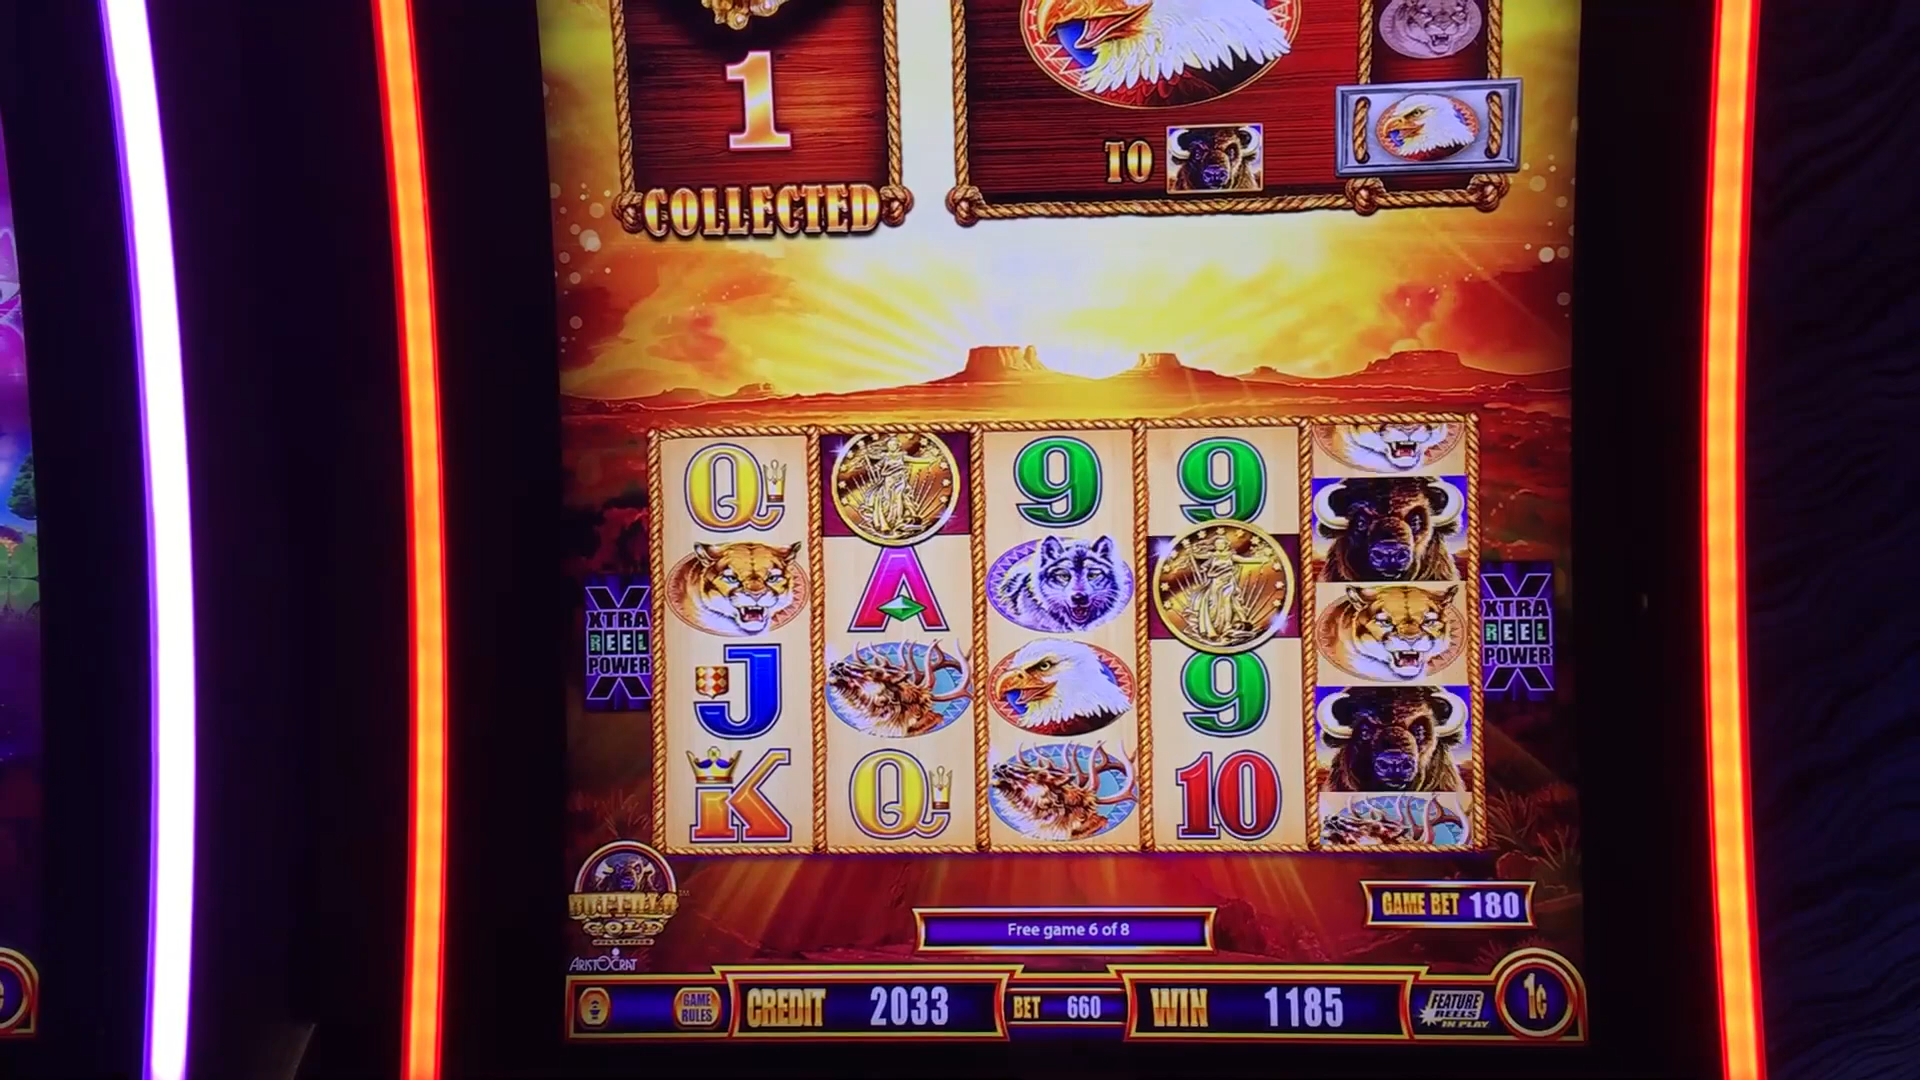 1
COLLECTED
TO
Q
9
9
A
J
9
K
Q
10
XTRA
REEL
POWER
X
XTRA
REEL
POWER
X
BUFFALO
GOLD
ARISTOCRAT
GAME BET 180
Free game 6 of 8
GAME
RULES
CREDIT 2033
BET 660
WIN 1185
FEATURE
REELS
IN PLAY
1¢